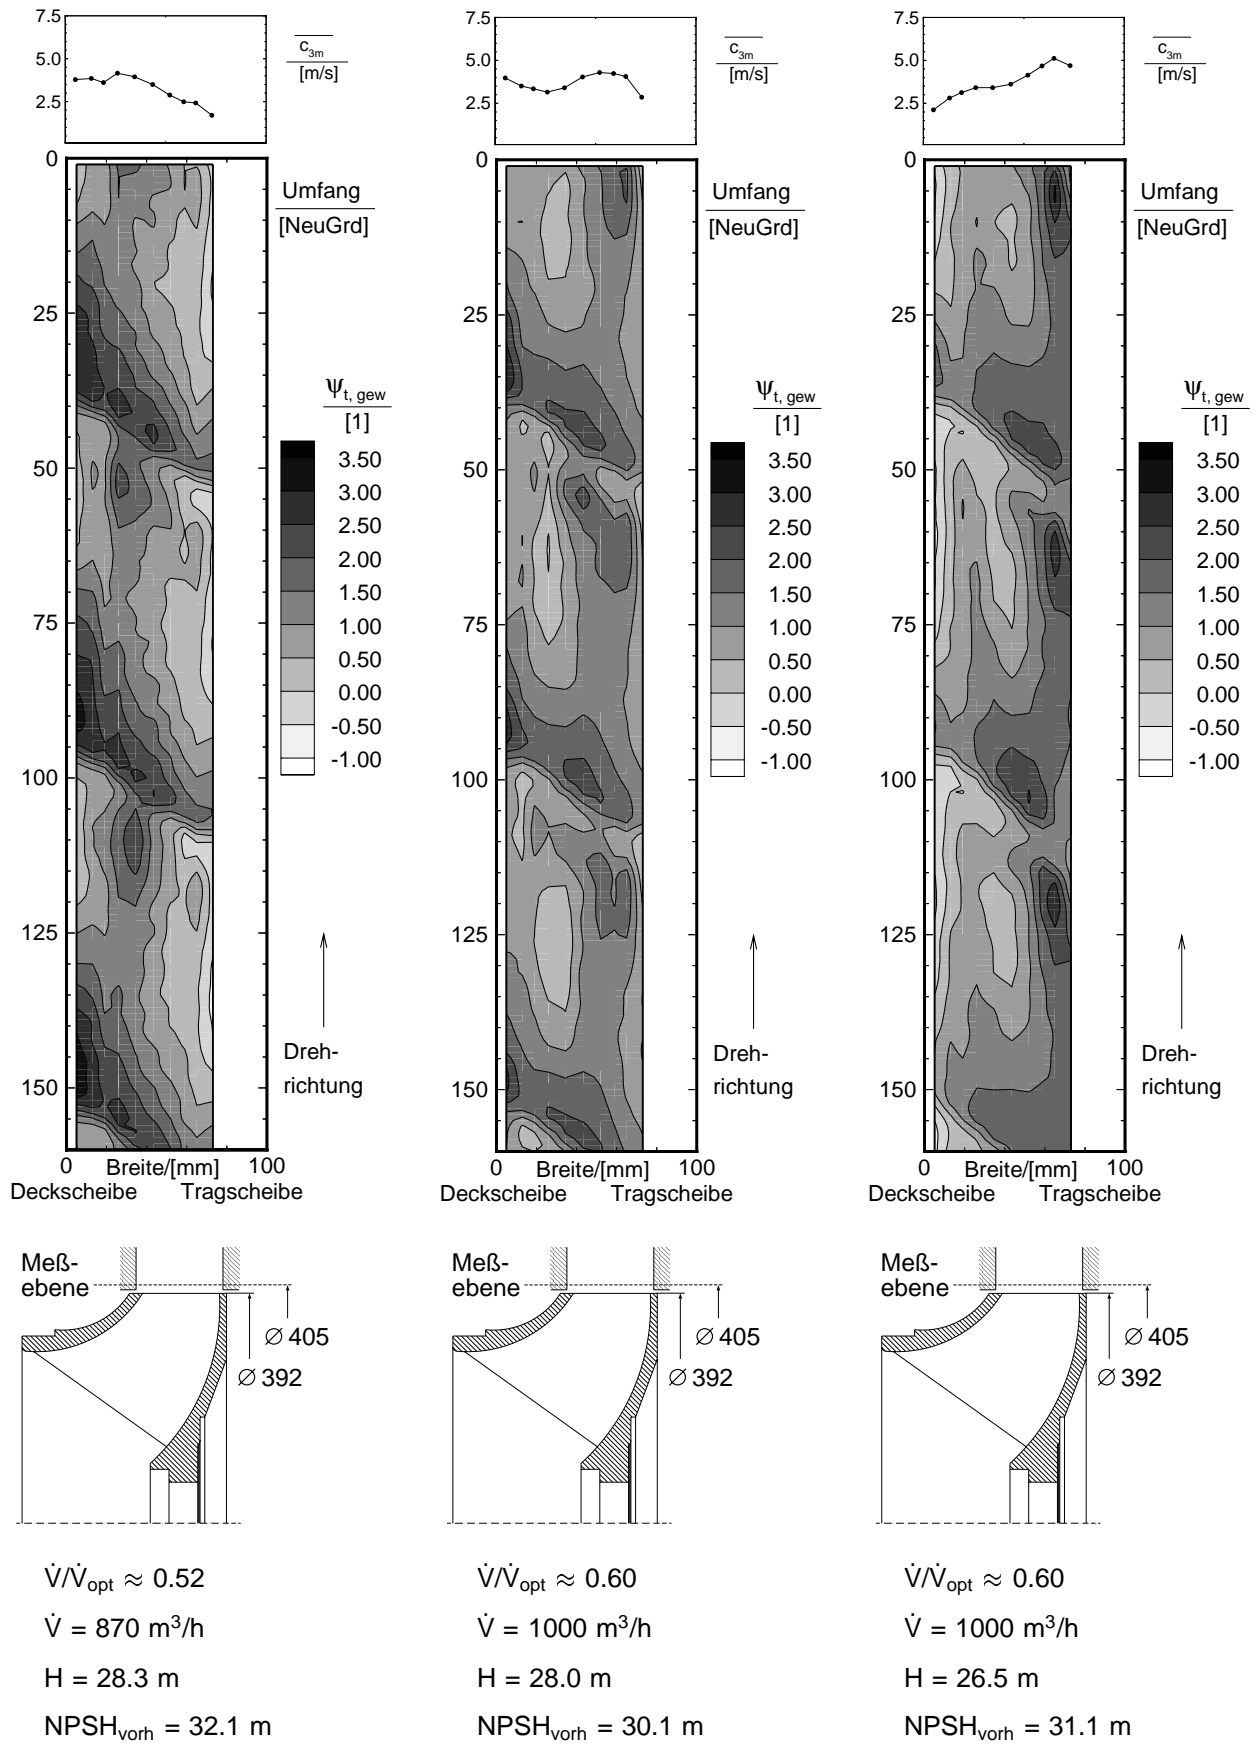 7.5
5.0
2.5
c3m
[m/s]
7.5
5.0
2.5
c3m
[m/s]
7.5
5.0
2.5
c3m
[m/s]
0
25
50
75
100
125
150
Umfang
[NeuGrd]
ψt, gew
[1]
3.50
3.00
2.50
2.00
1.50
1.00
0.50
0.00
-0.50
-1.00
Dreh-
richtung
0 Breite/[mm] 100
Deckscheibe Tragscheibe
0
25
50
75
100
125
150
Umfang
[NeuGrd]
ψt, gew
[1]
3.50
3.00
2.50
2.00
1.50
1.00
0.50
0.00
-0.50
-1.00
Dreh-
richtung
0 Breite/[mm] 100
Deckscheibe Tragscheibe
0
25
50
75
100
125
150
Umfang
[NeuGrd]
ψt, gew
[1]
3.50
3.00
2.50
2.00
1.50
1.00
0.50
0.00
-0.50
-1.00
Dreh-
richtung
0 Breite/[mm] 100
Deckscheibe Tragscheibe
Meß-
ebene
∅ 405
∅ 392
Meß-
ebene
∅ 405
∅ 392
Meß-
ebene
∅ 405
∅ 392
V̇/V̇opt ≈ 0.52
V̇ = 870 m³/h
H = 28.3 m
NPSHvorh = 32.1 m
V̇/V̇opt ≈ 0.60
V̇ = 1000 m³/h
H = 28.0 m
NPSHvorh = 30.1 m
V̇/V̇opt ≈ 0.60
V̇ = 1000 m³/h
H = 26.5 m
NPSHvorh = 31.1 m